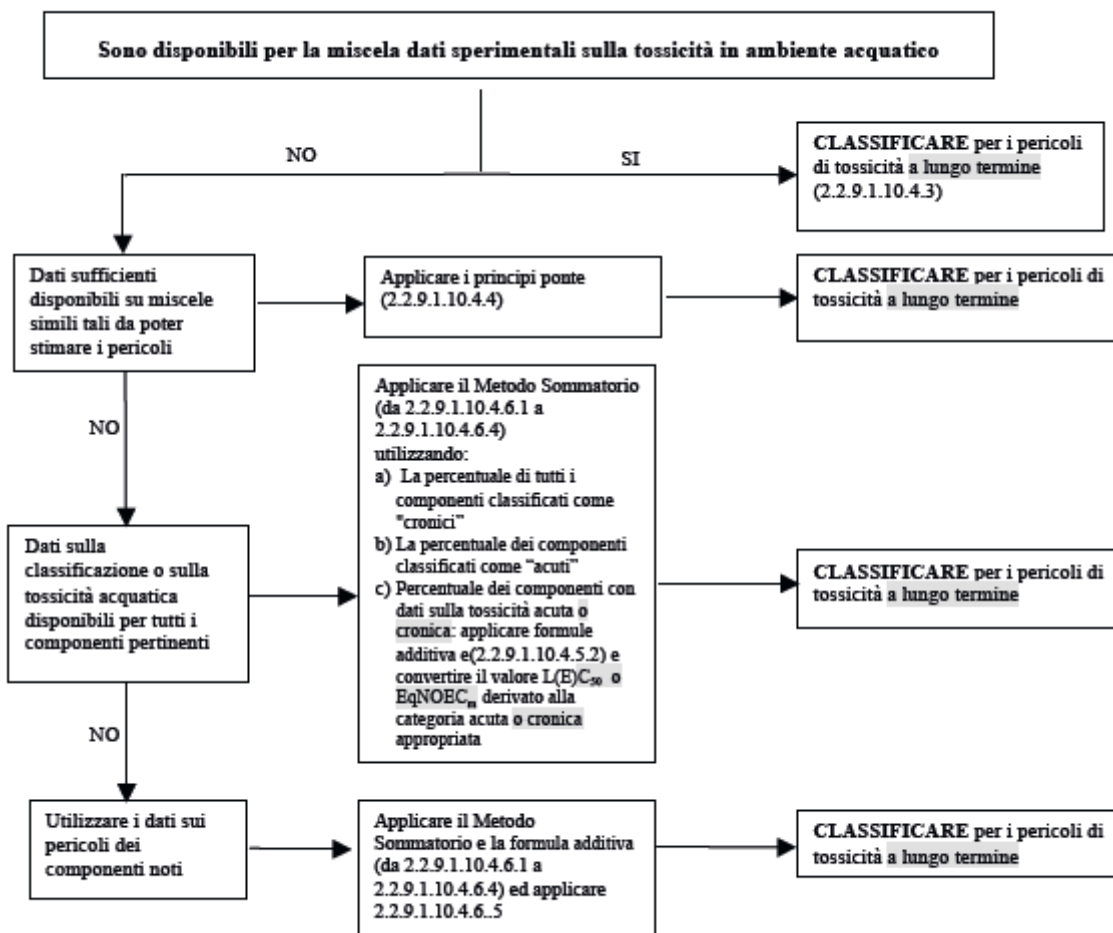 Sono disponibili per la miscela dati sperimentali sulla tossicità in ambiente acquatico
NO
SI
CLASSIFICARE per i pericoli
di tossicità a lungo termine
(2.2.9.1.10.4.3)
Dati sufficienti
disponibili su miscele
simili tali da poter
stimare i pericoli
Applicare i principi ponte
(2.2.9.1.10.4.4)
CLASSIFICARE per i pericoli di
tossicità a lungo termine
NO
Applicare il Metodo Sommatorio
(da 2.2.9.1.10.4.6.1 a
2.2.9.1.10.4.6.4)
utilizzando:
a) La percentuale di tutti i
componenti classificati come
"cronici"
b) La percentuale dei componenti
classificati come "acuti"
c) Percentuale dei componenti con
dati sulla tossicità acuta o
cronica: applicare formule
additiva e(2.2.9.1.10.4.5.2) e
convertire il valore L(E)C₅₀ o
EqNOECₘ derivato alla
categoria acuta o cronica
appropriata
Dati sulla
classificazione o sulla
tossicità acquatica
disponibili per tutti i
componenti pertinenti
CLASSIFICARE per i pericoli di
tossicità a lungo termine
NO
Utilizzare i dati sui
pericoli dei
componenti noti
Applicare il Metodo
Sommatorio e la formula additiva
(da 2.2.9.1.10.4.6.1 a
2.2.9.1.10.4.6.4) ed applicare
2.2.9.1.10.4.6..5
CLASSIFICARE per i pericoli di
tossicità a lungo termine